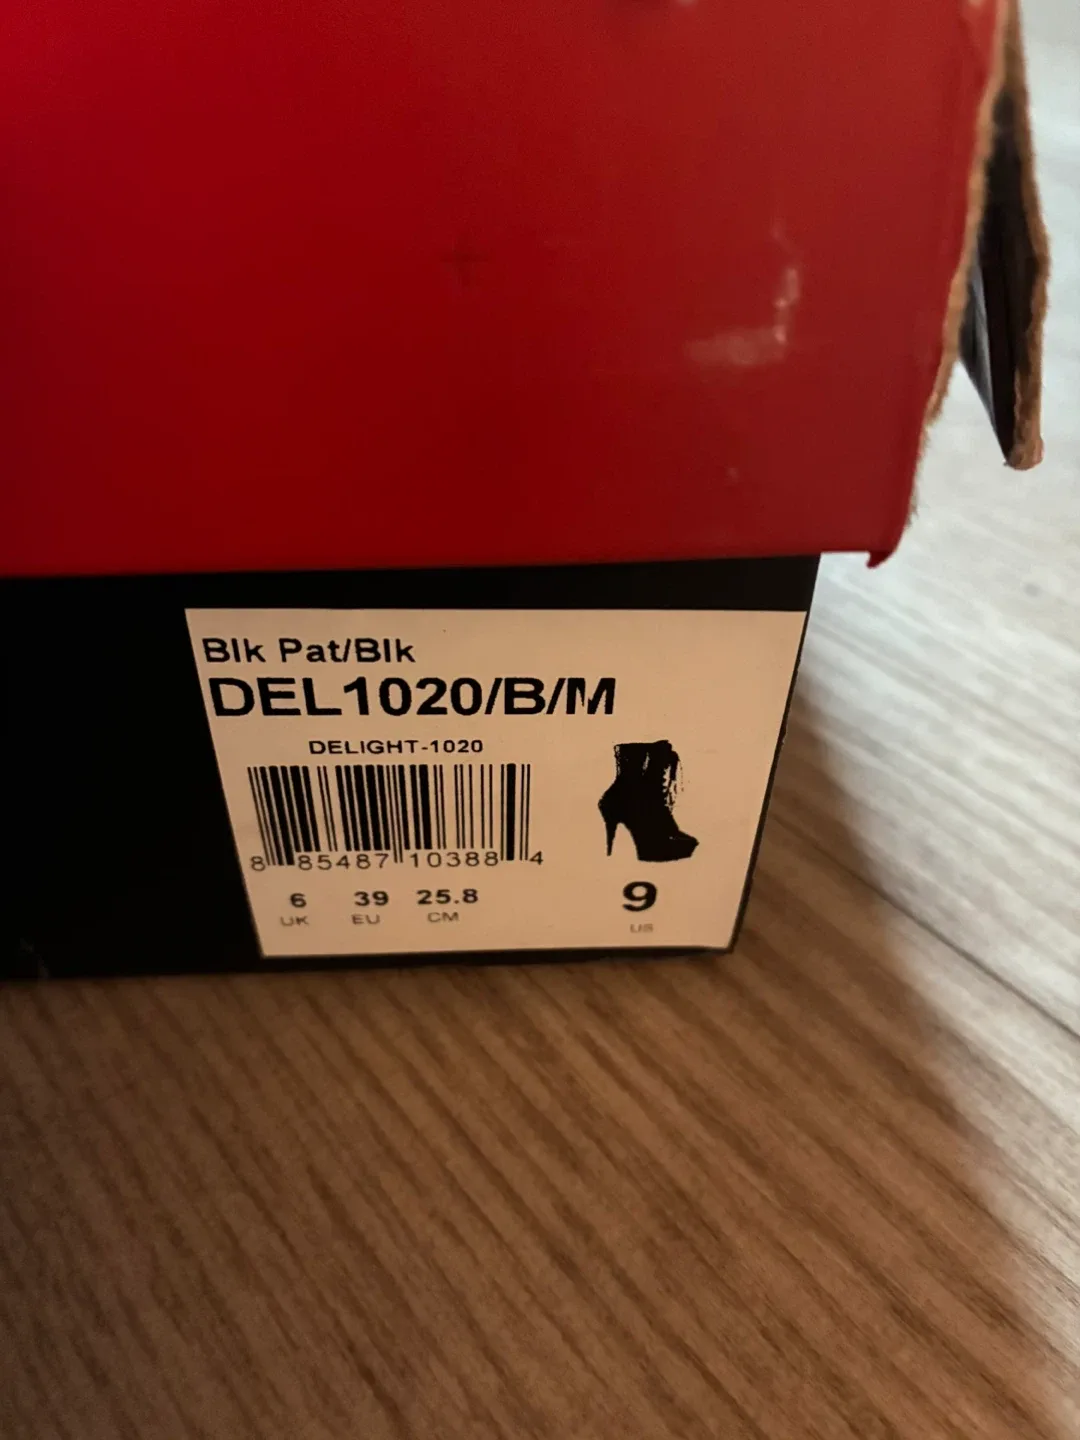 Blk Pat/Blk
DEL1020/B/M
DELIGHT-1020
8 85487 10388 4
6 39 25.8 9
UK EU CM US